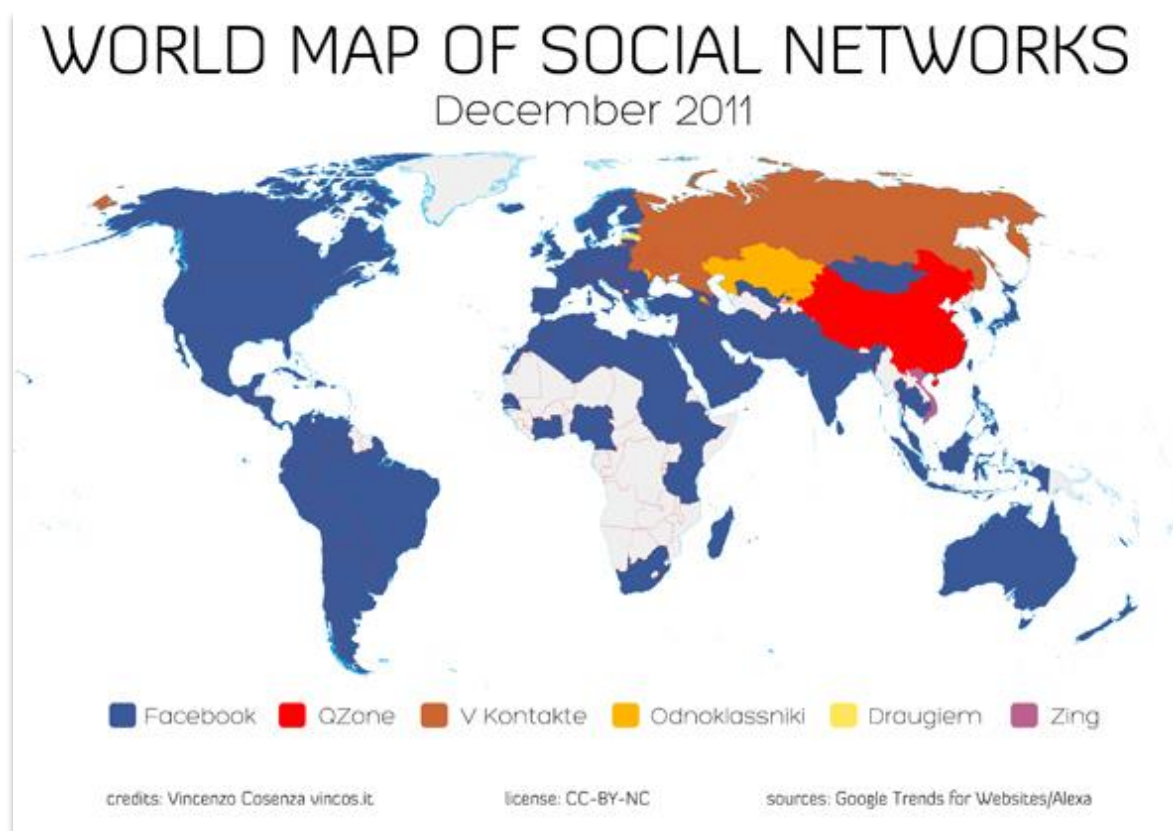 WORLD MAP OF SOCIAL NETWORKS
December 2011
Facebook QZone V Kontakte Odnoklassniki Draugiem Zing
credits: Vincenzo Cosenza vincos.it license: CC-BY-NC sources: Google Trends for Websites/Alexa